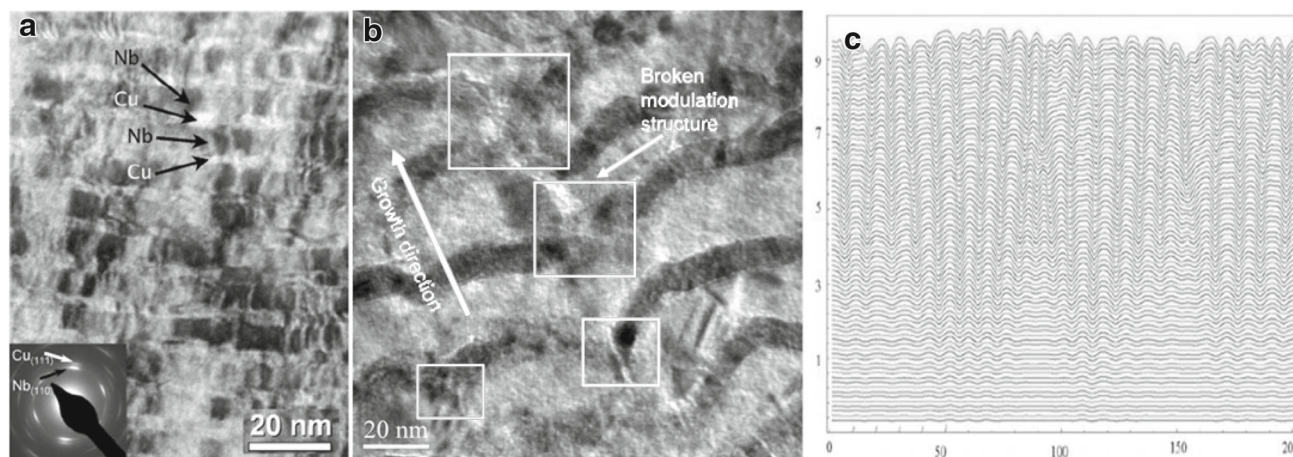 a
Nb
Cu
Nb
Cu
Cu(111)
Nb(110)
20 nm
b
Broken
modulation
structure
Growth direction
20 nm
c
9
7
5
3
1
0
50
100
150
200